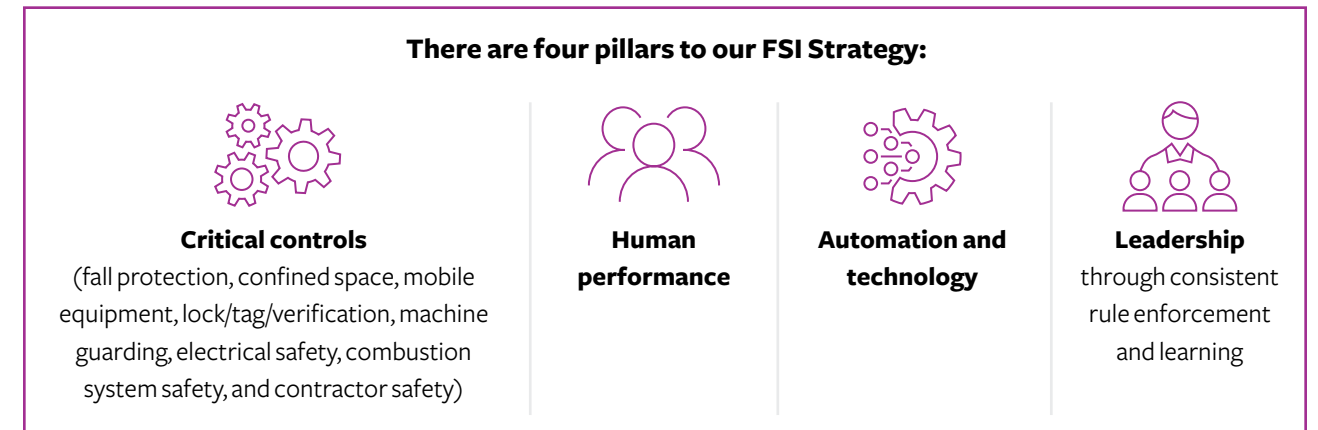 There are four pillars to our FSI Strategy:
Critical controls
(fall protection, confined space, mobile
equipment, lock/tag/verification, machine
guarding, electrical safety, combustion
system safety, and contractor safety)
Human
performance
Automation and
technology
Leadership
through consistent
rule enforcement
and learning